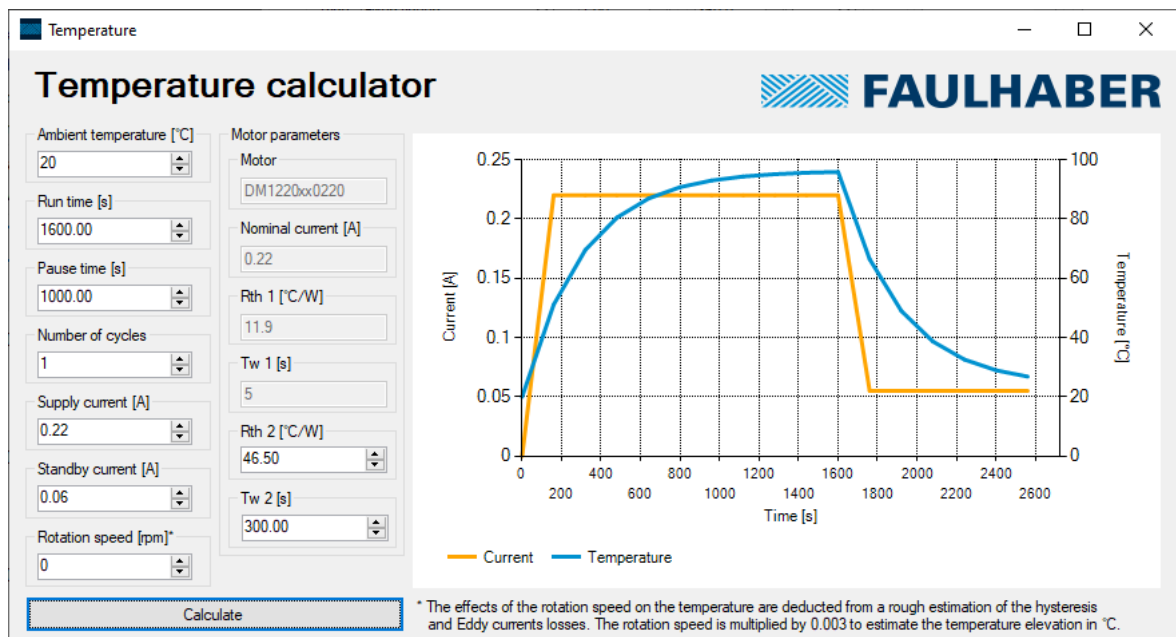 Temperature
Temperature calculator
FAULHABER
Ambient temperature [°C]
20
Run time [s]
1600.00
Pause time [s]
1000.00
Number of cycles
1
Supply current [A]
0.22
Standby current [A]
0.06
Rotation speed [rpm]*
0
Calculate
Motor parameters
Motor
DM1220xx0220
Nominal current [A]
0.22
Rth 1 [°C/W]
11.9
Tw 1 [s]
5
Rth 2 [°C/W]
46.50
Tw 2 [s]
300.00
Current [A]
0.25
0.2
0.15
0.1
0.05
0
100
80
60
40
20
0
Temperature [°C]
0 400 800 1200 1600 2000 2400
200 600 1000 1400 1800 2200 2600
Time [s]
Current Temperature
* The effects of the rotation speed on the temperature are deducted from a rough estimation of the hysteresis
and Eddy currents losses. The rotation speed is multiplied by 0.003 to estimate the temperature elevation in °C.